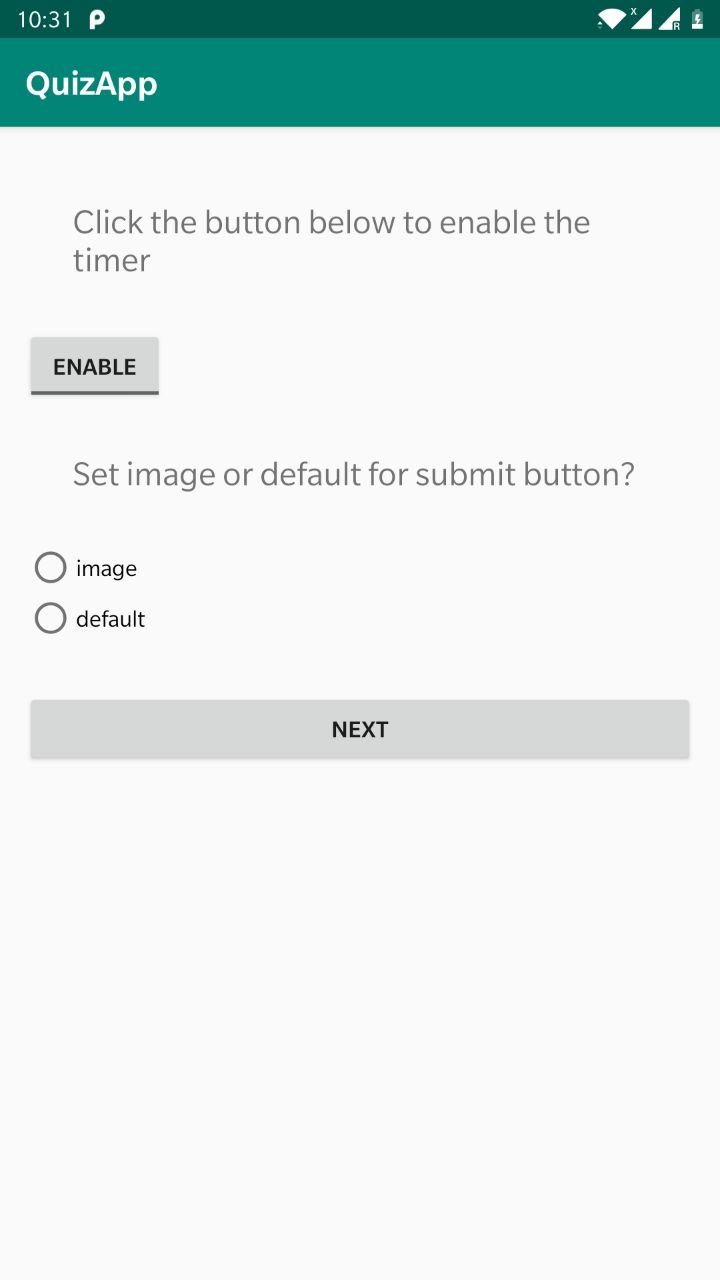 10:31
QuizApp
Click the button below to enable the
timer
ENABLE
Set image or default for submit button?
image
default
NEXT